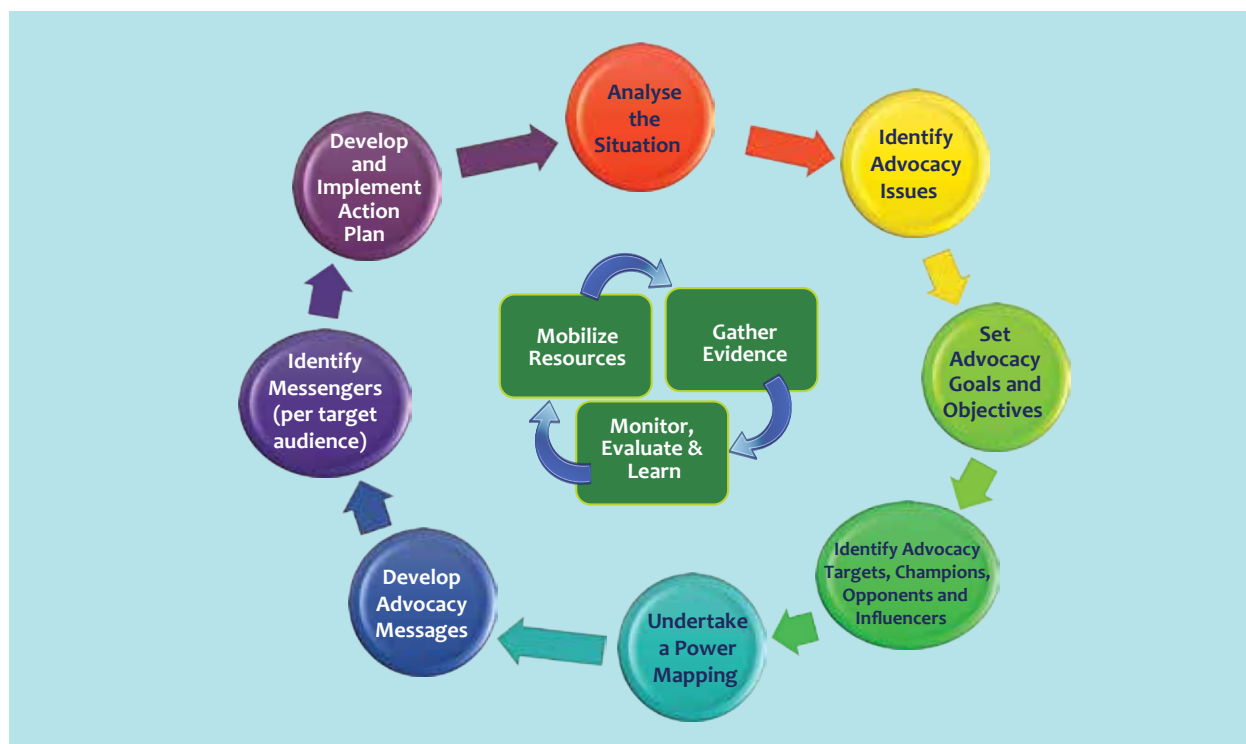 Analyse
the
Situation
Identify
Advocacy
Issues
Set
Advocacy
Goals and
Objectives
Identify Advocacy
Targets, Champions,
Opponents and
Influencers
Undertake
a Power
Mapping
Develop
Advocacy
Messages
Identify
Messengers
(per target
audience)
Develop
and
Implement
Action
Plan
Mobilize
Resources
Gather
Evidence
Monitor,
Evaluate &
Learn